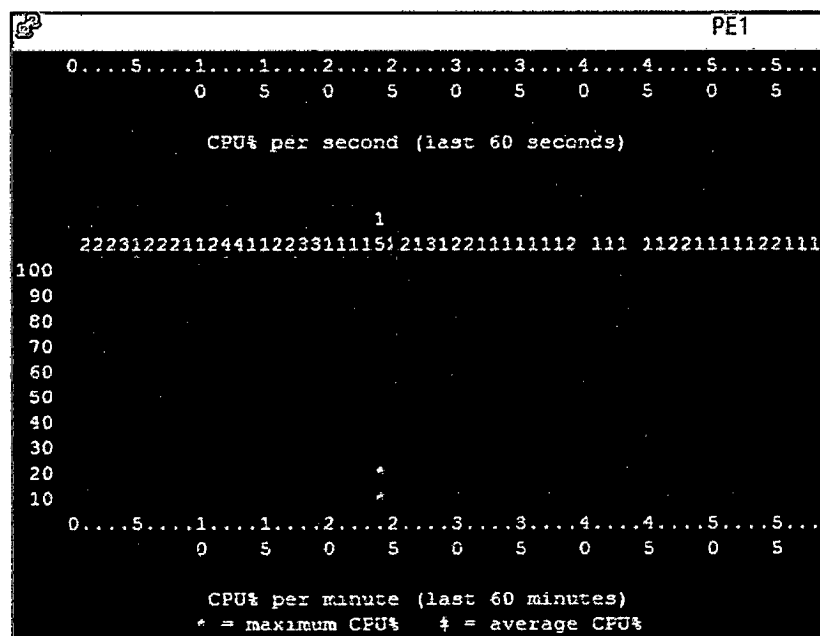 PE1
0....5....1....1....2....2....3....3....4....4....5....5...
0 5 0 5 0 5 0 5 0 5
CPU% per second (last 60 seconds)
1
100
90
80
70
60
50
40
30
20 *
10 *
0....5....1....1....2....2....3....3....4....4....5....5...
0 5 0 5 0 5 0 5 0 5
CPU% per minute (last 60 minutes)
* = maximum CPU% # = average CPU%